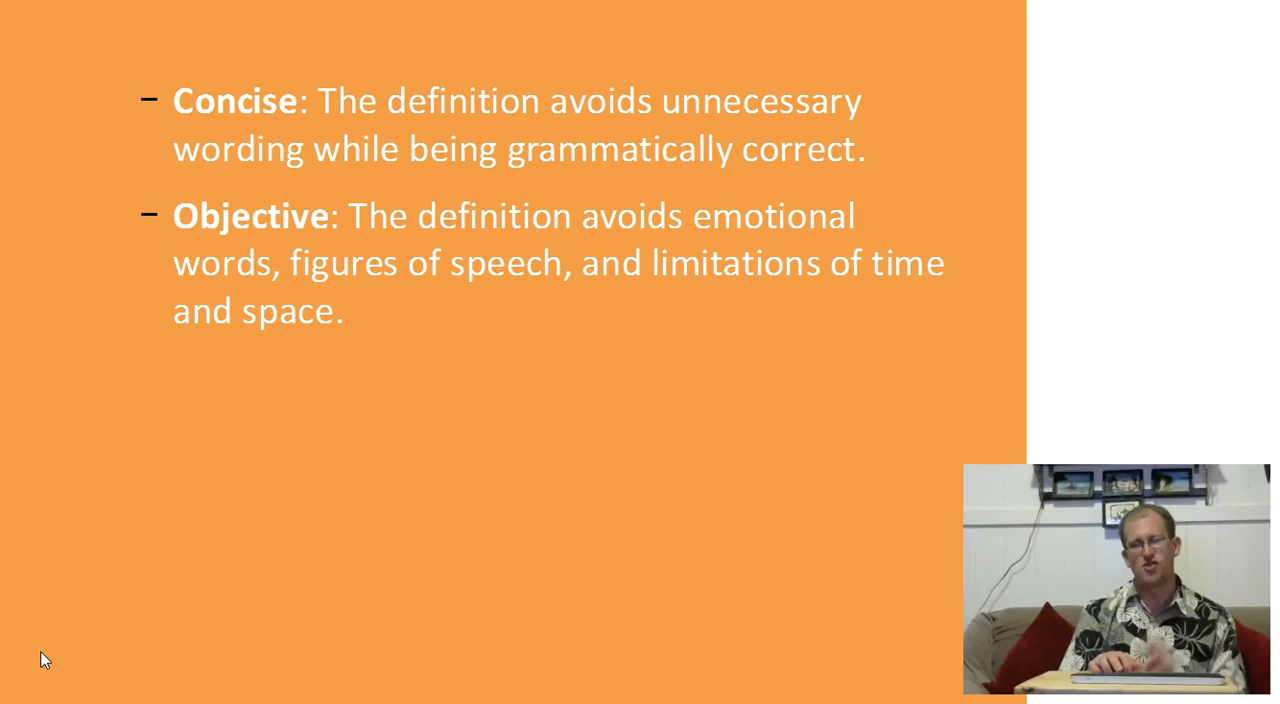 – Concise: The definition avoids unnecessary
wording while being grammatically correct.
– Objective: The definition avoids emotional
words, figures of speech, and limitations of time
and space.